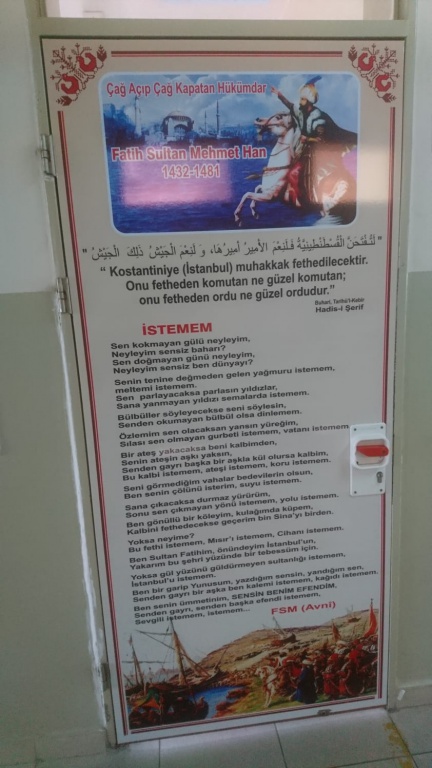 Çağ Açıp Çağ Kapatan Hükümdar
Fatih Sultan Mehmet Han
1432-1481
" لَتُفْتَحَنَّ الْقُسْطَنْطِينِيَّةُ فَلَنِعْمَ الْأَمِيرُ أَمِيرُهَا، وَ لَنِعْمَ الْجَيْشُ ذَلِكَ الْجَيْشُ "
“ Kostantiniye (İstanbul) muhakkak fethedilecektir.
Onu fetheden komutan ne güzel komutan;
onu fetheden ordu ne güzel ordudur.”
Buhari, Tarihü'l-Kebir
Hadis-i Şerif
İSTEMEM
Sen kokmayan gülü neyleyim,
Neyleyim sensiz baharı?
Sen doğmayan günü neyleyim,
Neyleyim sensiz ben dünyayı?
Senin tenine değmeden gelen yağmuru istemem,
meltemi istemem.
Sen parlayacaksa parlasın yıldızlar,
Sana yanmayan yıldızı semalarda istemem.
Bülbüller söyleyecekse seni söylesin,
Senden okumayan bülbül olsa dinlemem.
Özlemim sen olacaksan yansın yüreğim,
Sılası sen olmayan gurbeti istemem, vatanı istemem
Bir ateş yakacaksa beni kalbimden,
Senin ateşin aşkı yaksın,
Senden gayrı başka bir aşkla kül olursa kalbim,
Bu kalbi istemem, ateşi istemem, koru istemem.
Seni görmediğim vahalar bedevilerin olsun,
Ben senin çölünü isterim, suyu istemem.
Sana çıkacaksa durmaz yürürüm,
Sonu sen çıkmayan yönü istemem, yolu istemem.
Ben gönüllü bir köleyim, kulağımda küpem,
Kalbini fethedecekse geçerim bin Sina'yı birden.
Yoksa neyime?
Bu fethi istemem, Mısır'ı istemem, Cihanı istemem.
Ben Sultan Fatihim, önündeyim İstanbul'un,
Yakarım bu şehri yüzünde bir tebessüm için.
Yoksa gül yüzünü güldürmeyen sultanlığı istemem,
İstanbul'u istemem.
Ben bir garip Yunusum, yazdığım sensin, yandığım sen,
Senden gayrı bir aşka ben kalemi istemem, kağıdı istemem.
Ben senin ümmetinim, SENSİN BENİM EFENDİM,
Senden gayrı, senden başka efendi istemem,
Sevgili istemem, istemem...
FSM (Avni)